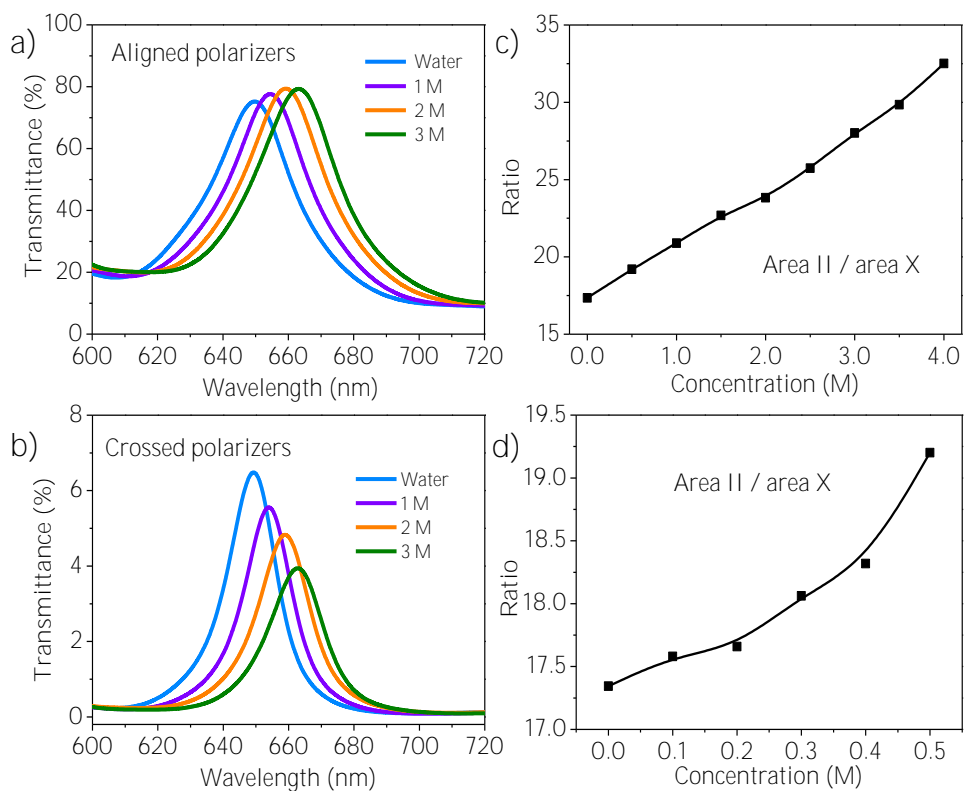 a)
Aligned polarizers
Water
1 M
2 M
3 M
Transmittance (%)
100
80
60
40
20
0
600 620 640 660 680 700 720
Wavelength (nm)
b)
Crossed polarizers
Water
1 M
2 M
3 M
Transmittance (%)
8
6
4
2
0
600 620 640 660 680 700 720
Wavelength (nm)
c)
Ratio
35
30
25
20
15
Area II / area X
0.0 1.0 2.0 3.0 4.0
Concentration (M)
d)
Ratio
19.5
19.0
18.5
18.0
17.5
17.0
Area II / area X
0.0 0.1 0.2 0.3 0.4 0.5
Concentration (M)